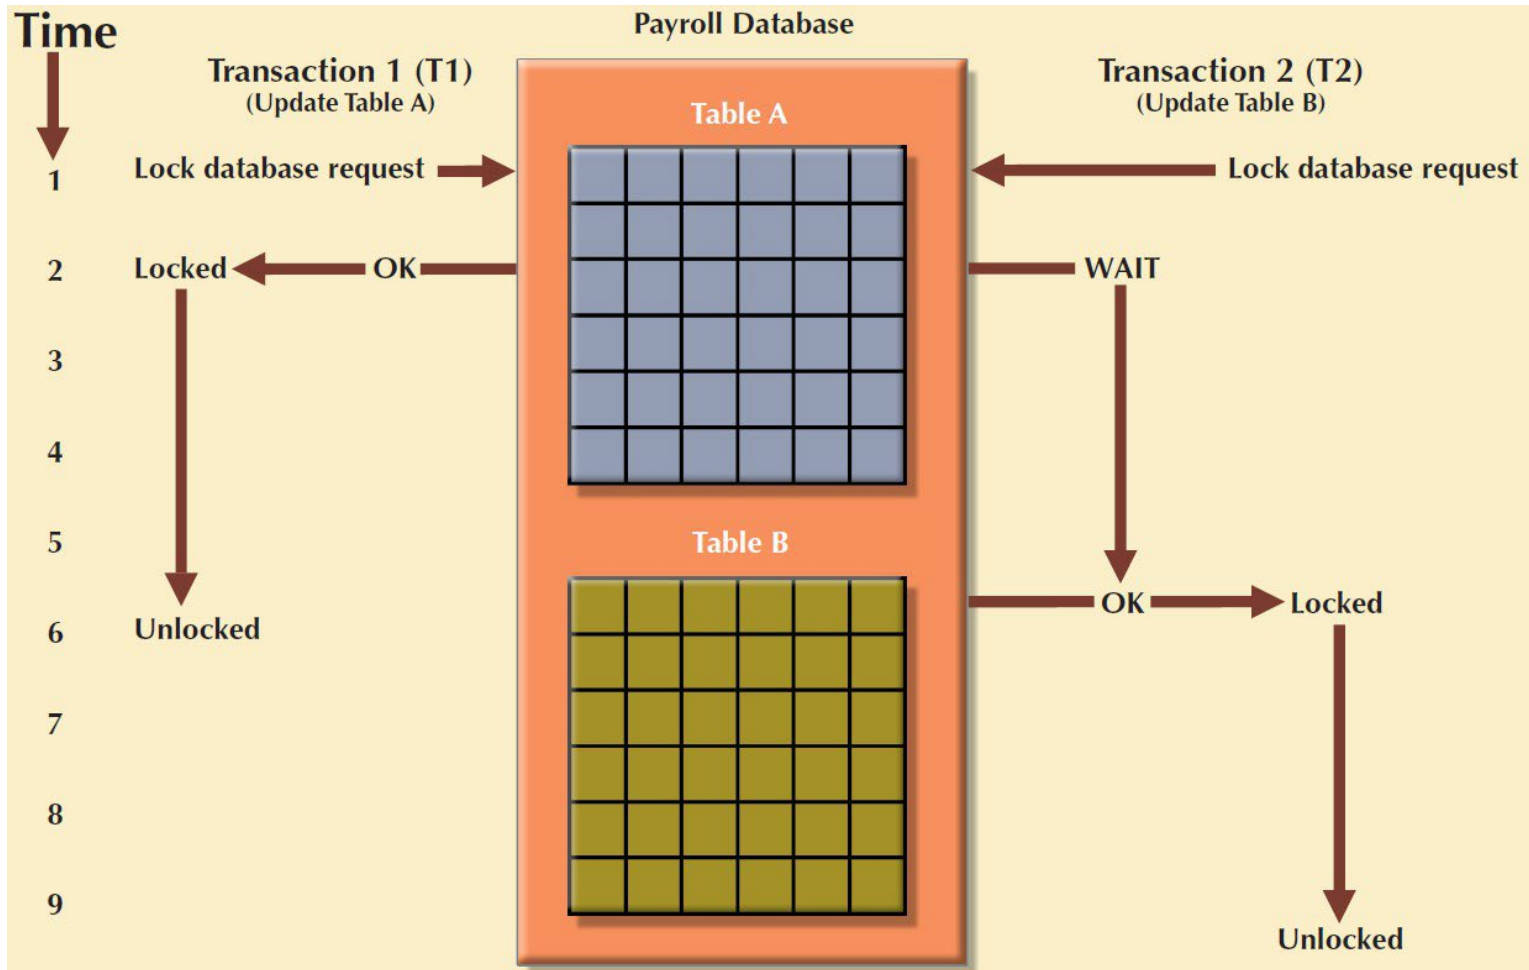 Time
Payroll Database
Transaction 1 (T1)
(Update Table A)
Transaction 2 (T2)
(Update Table B)
Table A
1
Lock database request
Lock database request
2
Locked
OK
WAIT
3
4
5
Table B
OK
Locked
6
Unlocked
7
8
9
Unlocked